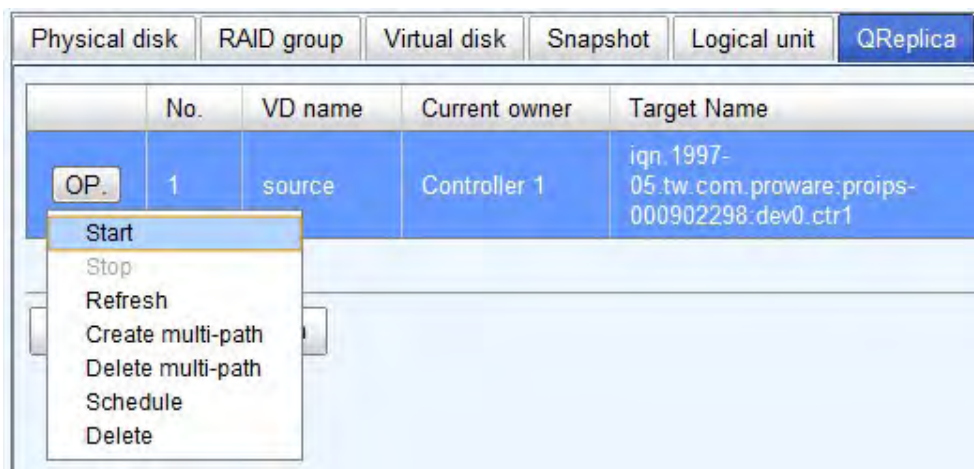 Physical disk RAID group Virtual disk Snapshot Logical unit QReplica
No. VD name Current owner Target Name
OP. 1 source Controller 1 iqn.1997-
05.tw.com.proware:proips-
000902298:dev0.ctr1
Start
Stop
Refresh
Create multi-path
Delete multi-path
Schedule
Delete